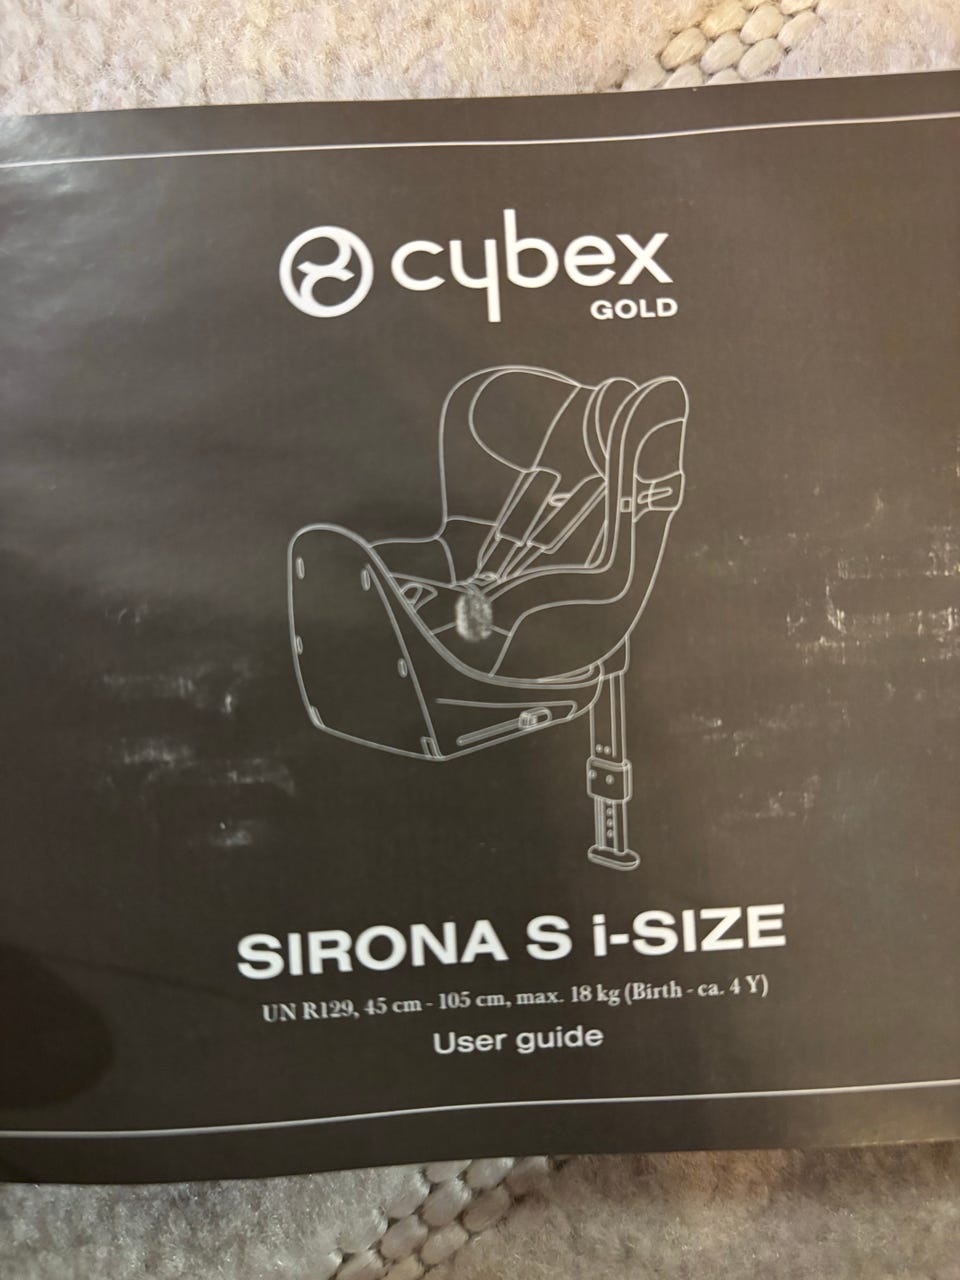 cybex
GOLD
SIRONA S i-SIZE
UN R129, 45 cm - 105 cm, max. 18 kg (Birth - ca. 4 Y)
User guide